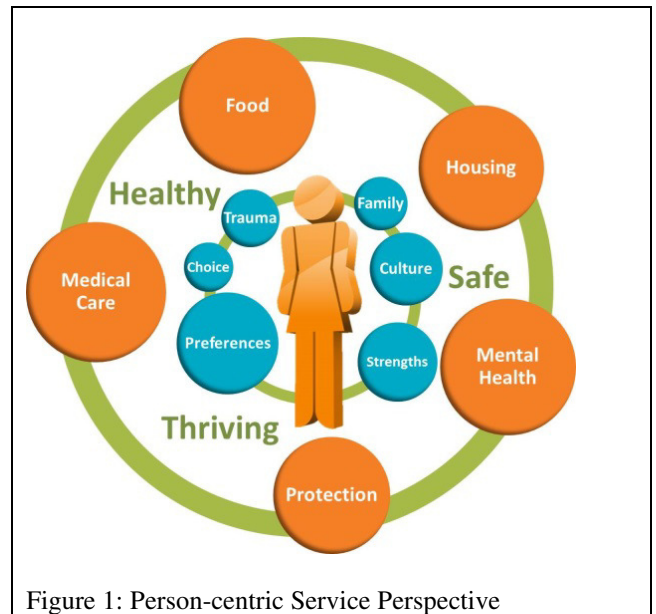 Food
Housing
Healthy
Trauma
Family
Choice
Culture
Safe
Medical
Care
Preferences
Strengths
Mental
Health
Thriving
Protection
Figure 1: Person-centric Service Perspective